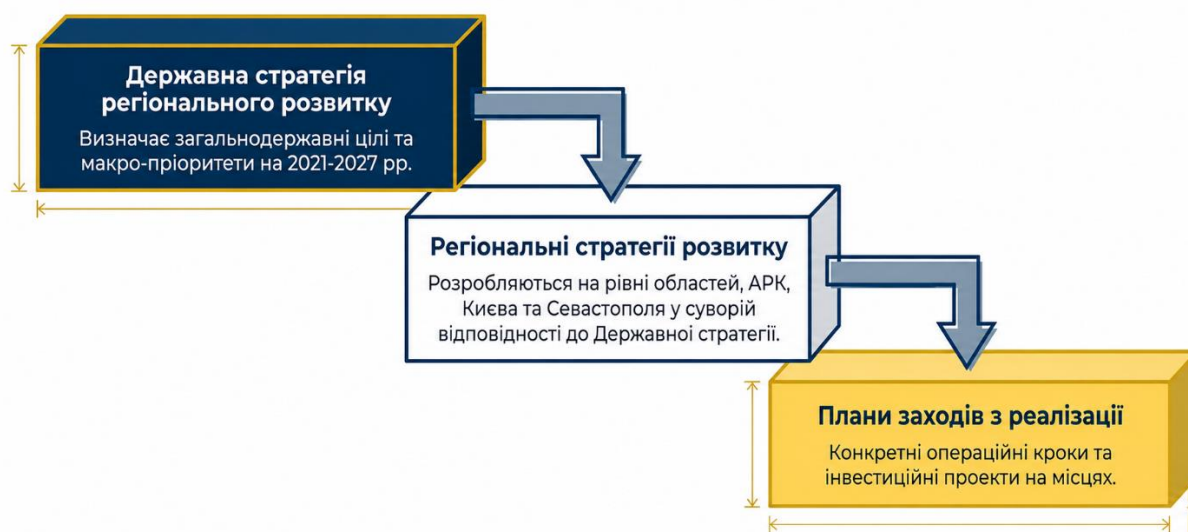 Державна стратегія
регіонального розвитку
Визначає загальнодержавні цілі та
макро-пріоритети на 2021-2027 рр.
Регіональні стратегії розвитку
Розробляються на рівні областей, АРК,
Києва та Севастополя у суворій
відповідності до Державної стратегії.
Плани заходів з реалізації
Конкретні операційні кроки та
інвестиційні проекти на місцях.